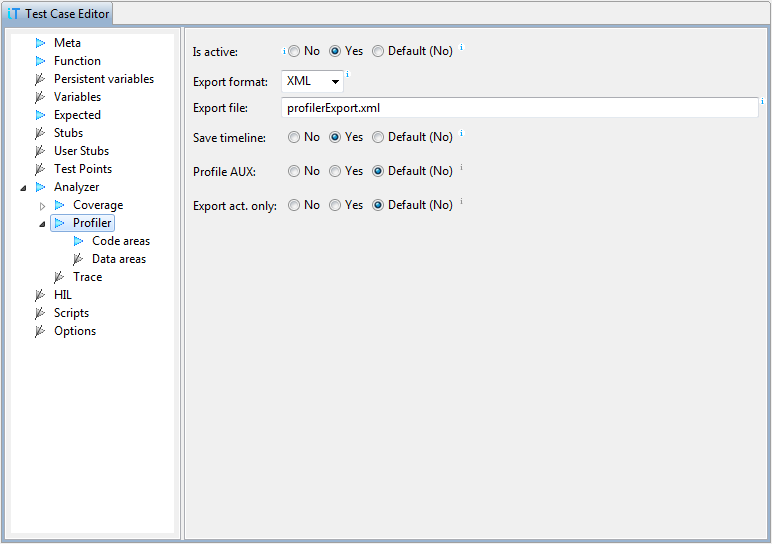 iT Test Case Editor
Meta
Function
Persistent variables
Variables
Expected
Stubs
User Stubs
Test Points
Analyzer
Coverage
Profiler
Code areas
Data areas
Trace
HIL
Scripts
Options
Is active: i No Yes Default (No) i
Export format: XML i
Export file: profilerExport.xml i
Save timeline: No Yes Default (No) i
Profile AUX: No Yes Default (No) i
Export act. only: No Yes Default (No) i